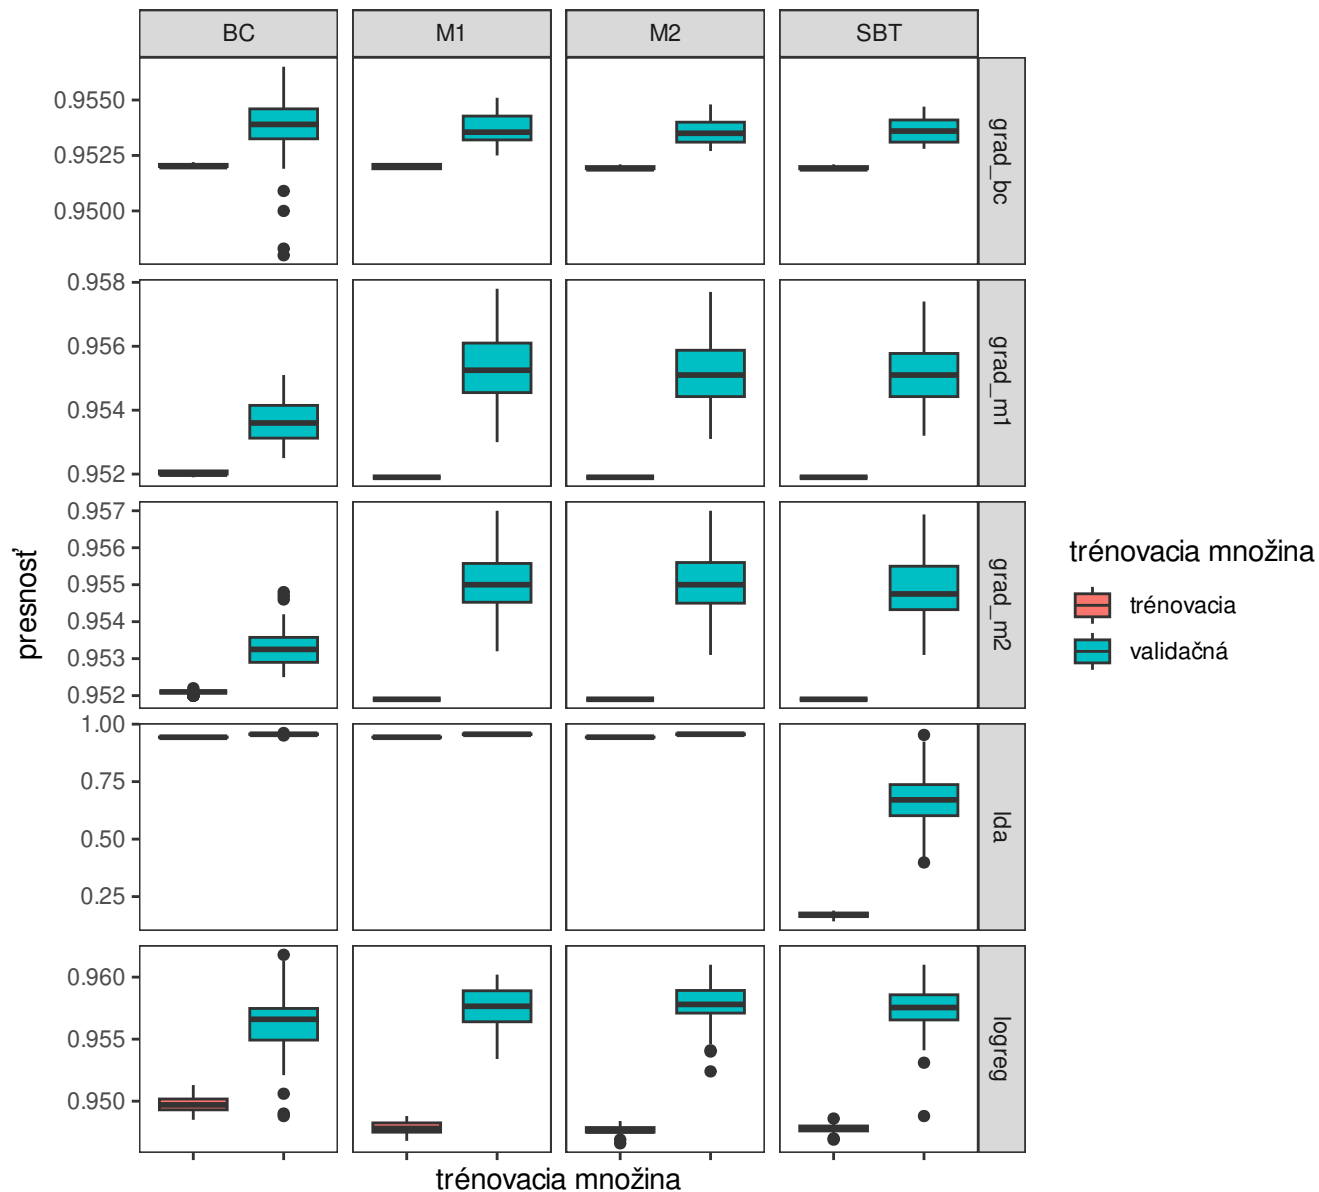 BC M1 M2 SBT
0.9550
0.9525
0.9500
grad_bc
0.958
0.956
0.954
0.952
grad_m1
0.957
0.956
0.955
0.954
0.953
0.952
grad_m2
1.00
0.75
0.50
0.25
lda
0.960
0.955
0.950
logreg
presnosť
trénovacia množina
trénovacia množina
trénovacia
validačná